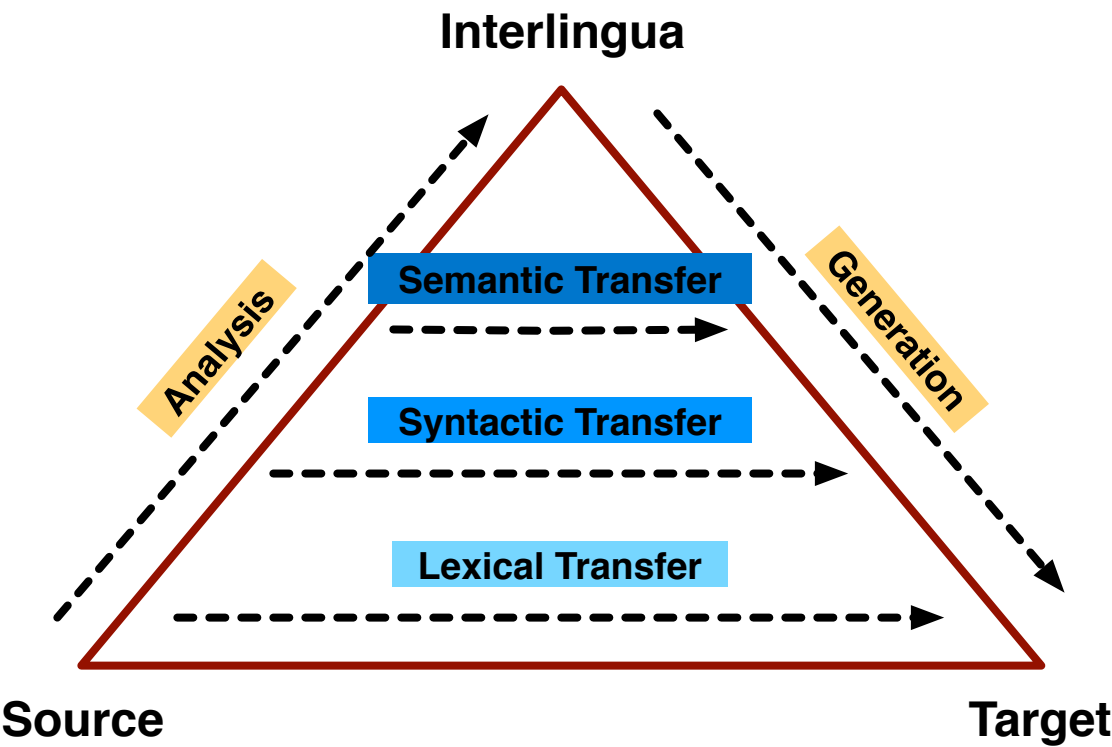 Interlingua
Semantic Transfer
Analysis
Generation
Syntactic Transfer
Lexical Transfer
Source
Target